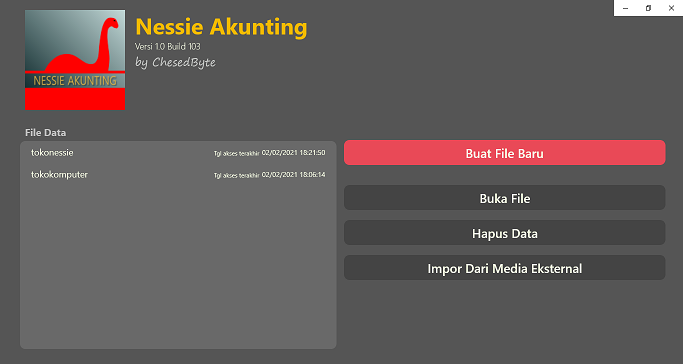 NESSIE AKUNTING
Nessie Akunting
Versi 1.0 Build 103
by ChesedByte
File Data
tokonessie Tgl akses terakhir 02/02/2021 18:21:50
tokokomputer Tgl akses terakhir 02/02/2021 18:06:14
Buat File Baru
Buka File
Hapus Data
Impor Dari Media Eksternal